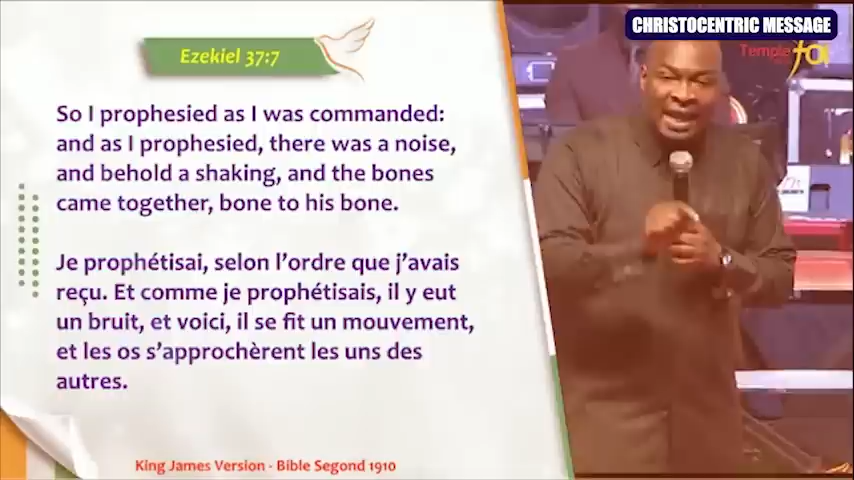 CHRISTOCENTRIC MESSAGE
Temple
foi
Ezekiel 37:7
So I prophesied as I was commanded:
and as I prophesied, there was a noise,
and behold a shaking, and the bones
came together, bone to his bone.
Je prophétisai, selon l’ordre que j’avais
reçu. Et comme je prophétisais, il y eut
un bruit, et voici, il se fit un mouvement,
et les os s’approchèrent les uns des
autres.
King James Version - Bible Segond 1910